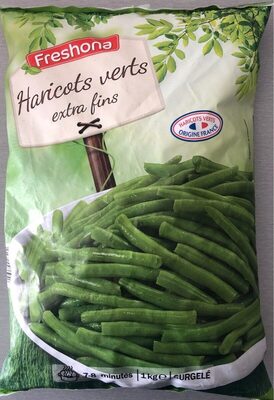 Freshona
Haricots verts
extra fins
HARICOTS VERTS
ORIGINE FRANCE
7-8 minutes | 1kg e | SURGELÉ